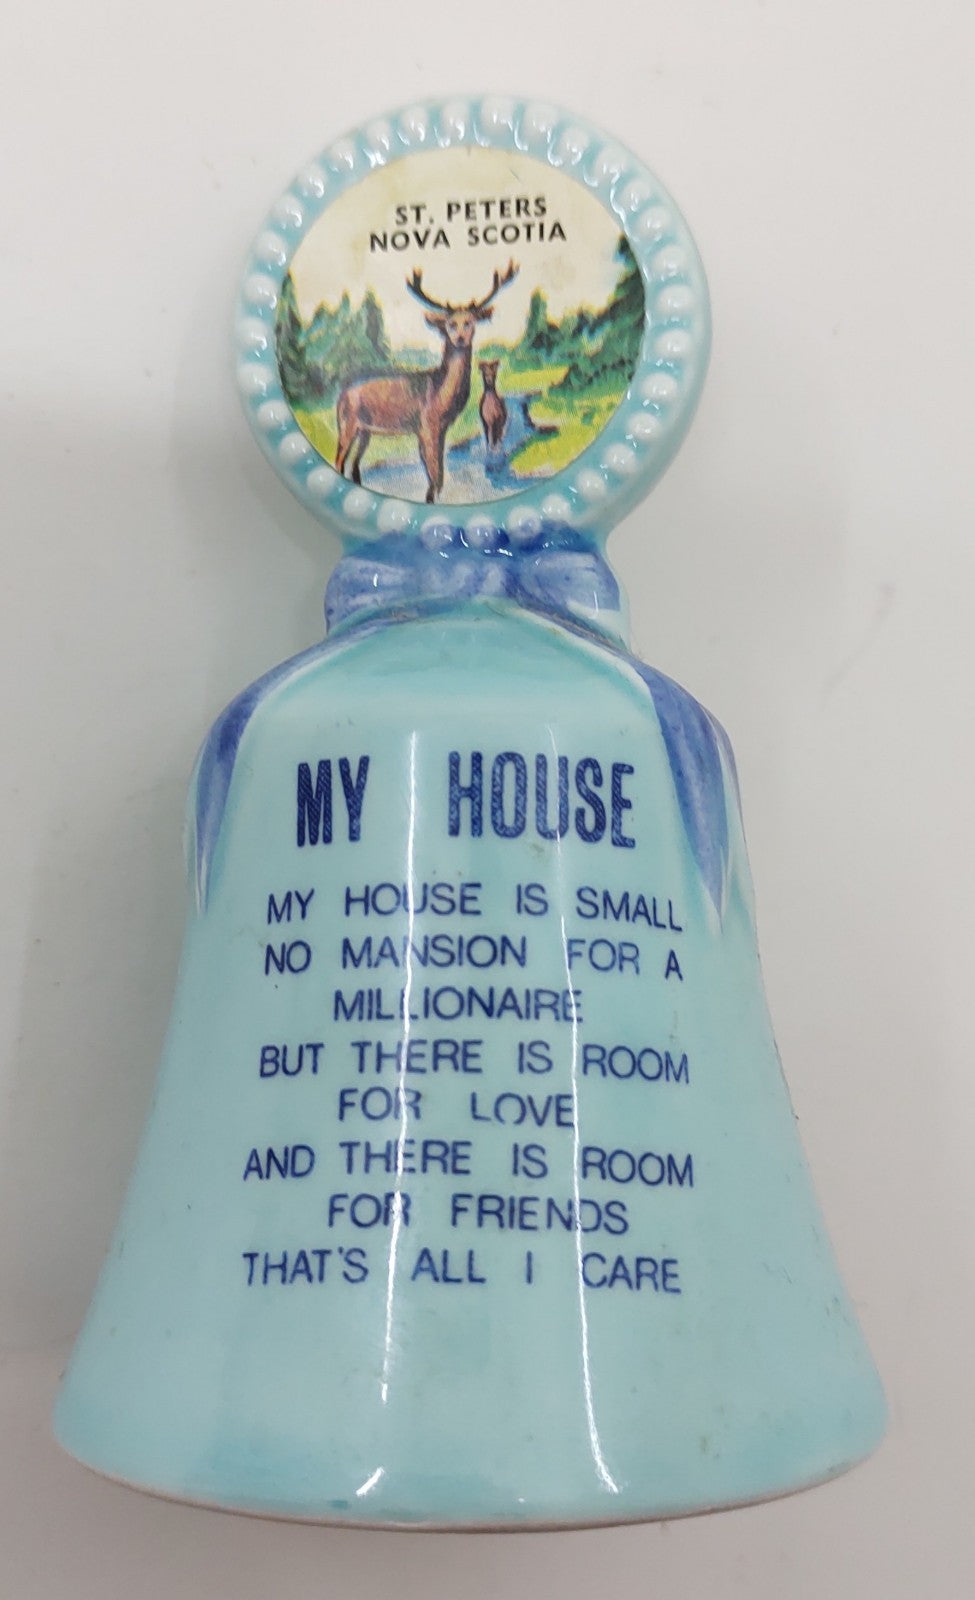 ST. PETERS
NOVA SCOTIA
MY HOUSE
MY HOUSE IS SMALL
NO MANSION FOR A
MILLIONAIRE
BUT THERE IS ROOM
FOR LOVE
AND THERE IS ROOM
FOR FRIENDS
THAT'S ALL I CARE